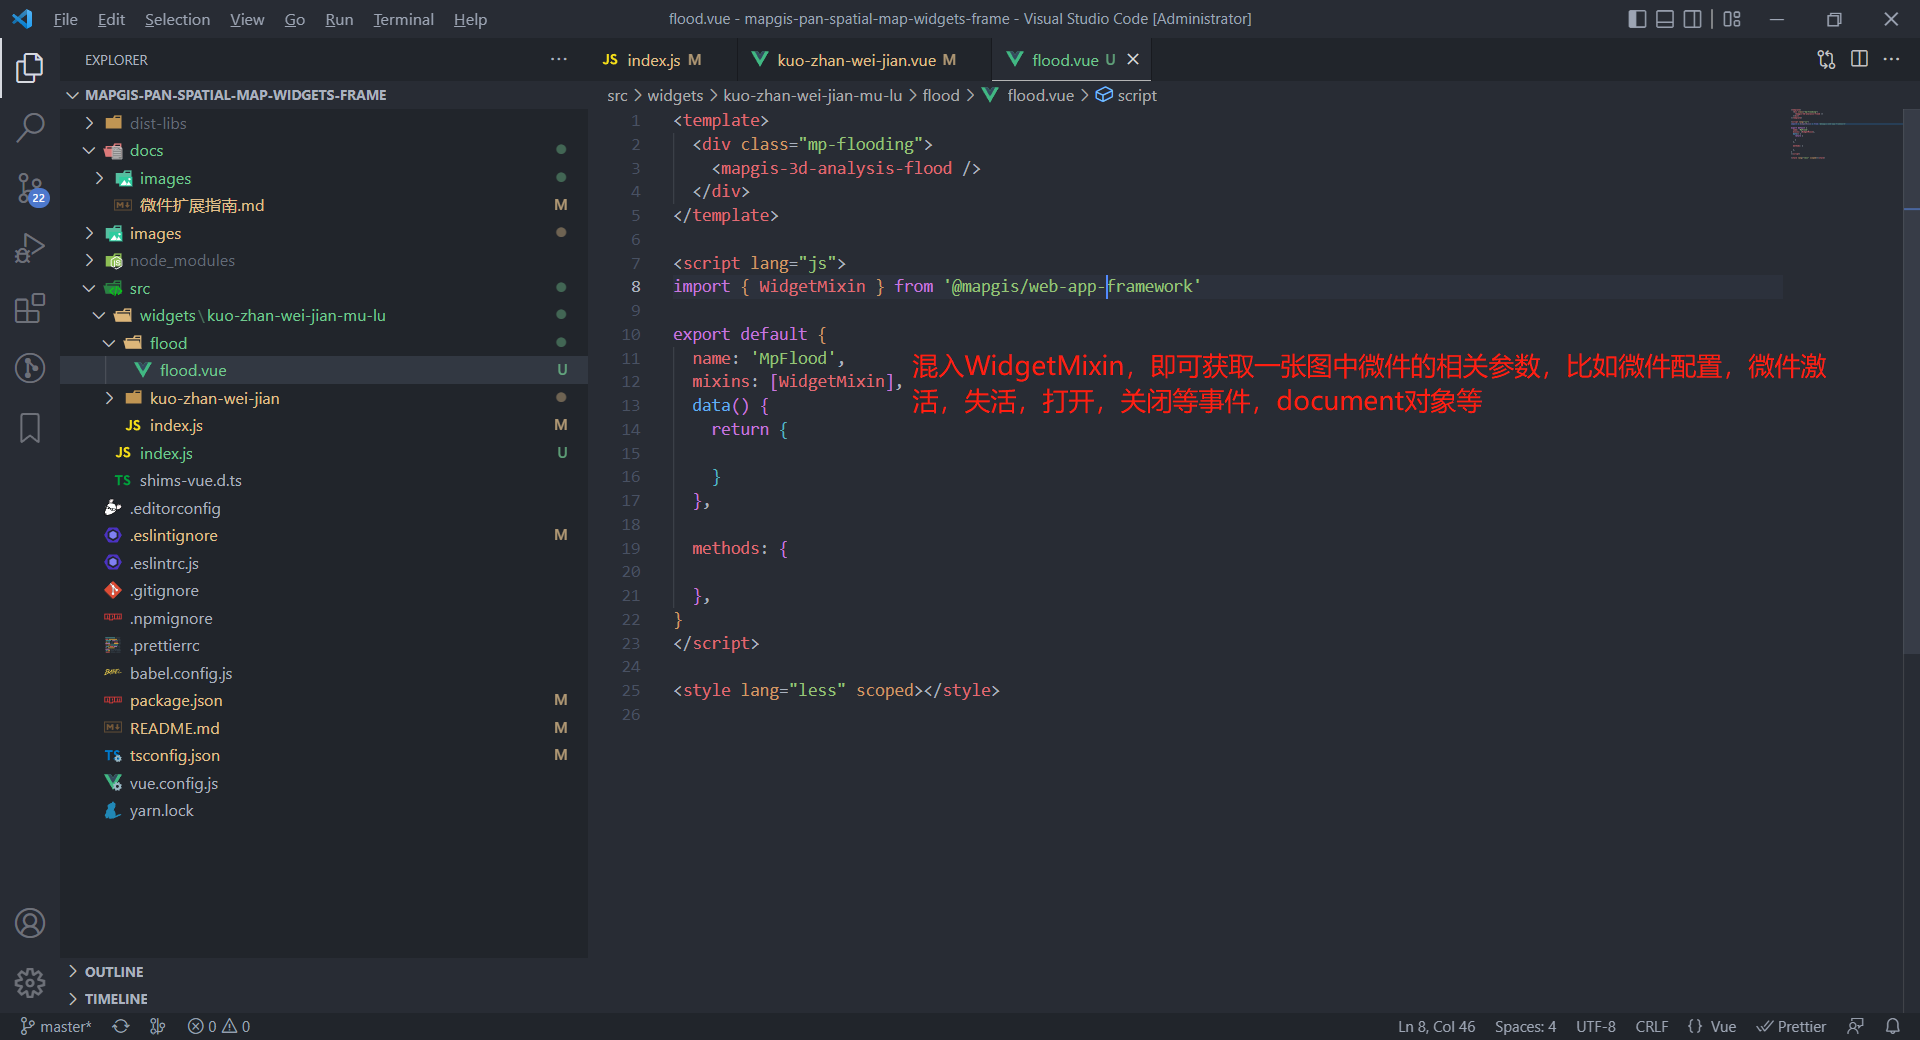 File Edit Selection View Go Run Terminal Help
flood.vue - mapgis-pan-spatial-map-widgets-frame - Visual Studio Code [Administrator]
EXPLORER
MAPGIS-PAN-SPATIAL-MAP-WIDGETS-FRAME
dist-libs
docs
images
微件扩展指南.md M
images
node_modules
src
widgets\kuo-zhan-wei-jian-mu-lu
flood
flood.vue U
kuo-zhan-wei-jian
JS index.js M
JS index.js U
TS shims-vue.d.ts
.editorconfig
.eslintignore M
.eslintrc.js
.gitignore
.npmignore
.prettierrc
babel.config.js
package.json M
README.md M
TS tsconfig.json M
vue.config.js
yarn.lock
OUTLINE
TIMELINE
22
JS index.js M
kuo-zhan-wei-jian.vue M
flood.vue U
src > widgets > kuo-zhan-wei-jian-mu-lu > flood > flood.vue > script
1 <template>
2 <div class="mp-flooding">
3 <mapgis-3d-analysis-flood />
4 </div>
5 </template>
6
7 <script lang="js">
8 import { WidgetMixin } from '@mapgis/web-app-framework'
9
10 export default {
11 name: 'MpFlood',
12 mixins: [WidgetMixin],
13 data() {
14 return {
15
16 }
17 },
18
19 methods: {
20
21 },
22 }
23 </script>
24
25 <style lang="less" scoped></style>
26
混入WidgetMixin，即可获取一张图中微件的相关参数，比如微件配置，微件激
活，失活，打开，关闭等事件，document对象等
master* 0 0
Ln 8, Col 46 Spaces: 4 UTF-8 CRLF {} Vue Prettier